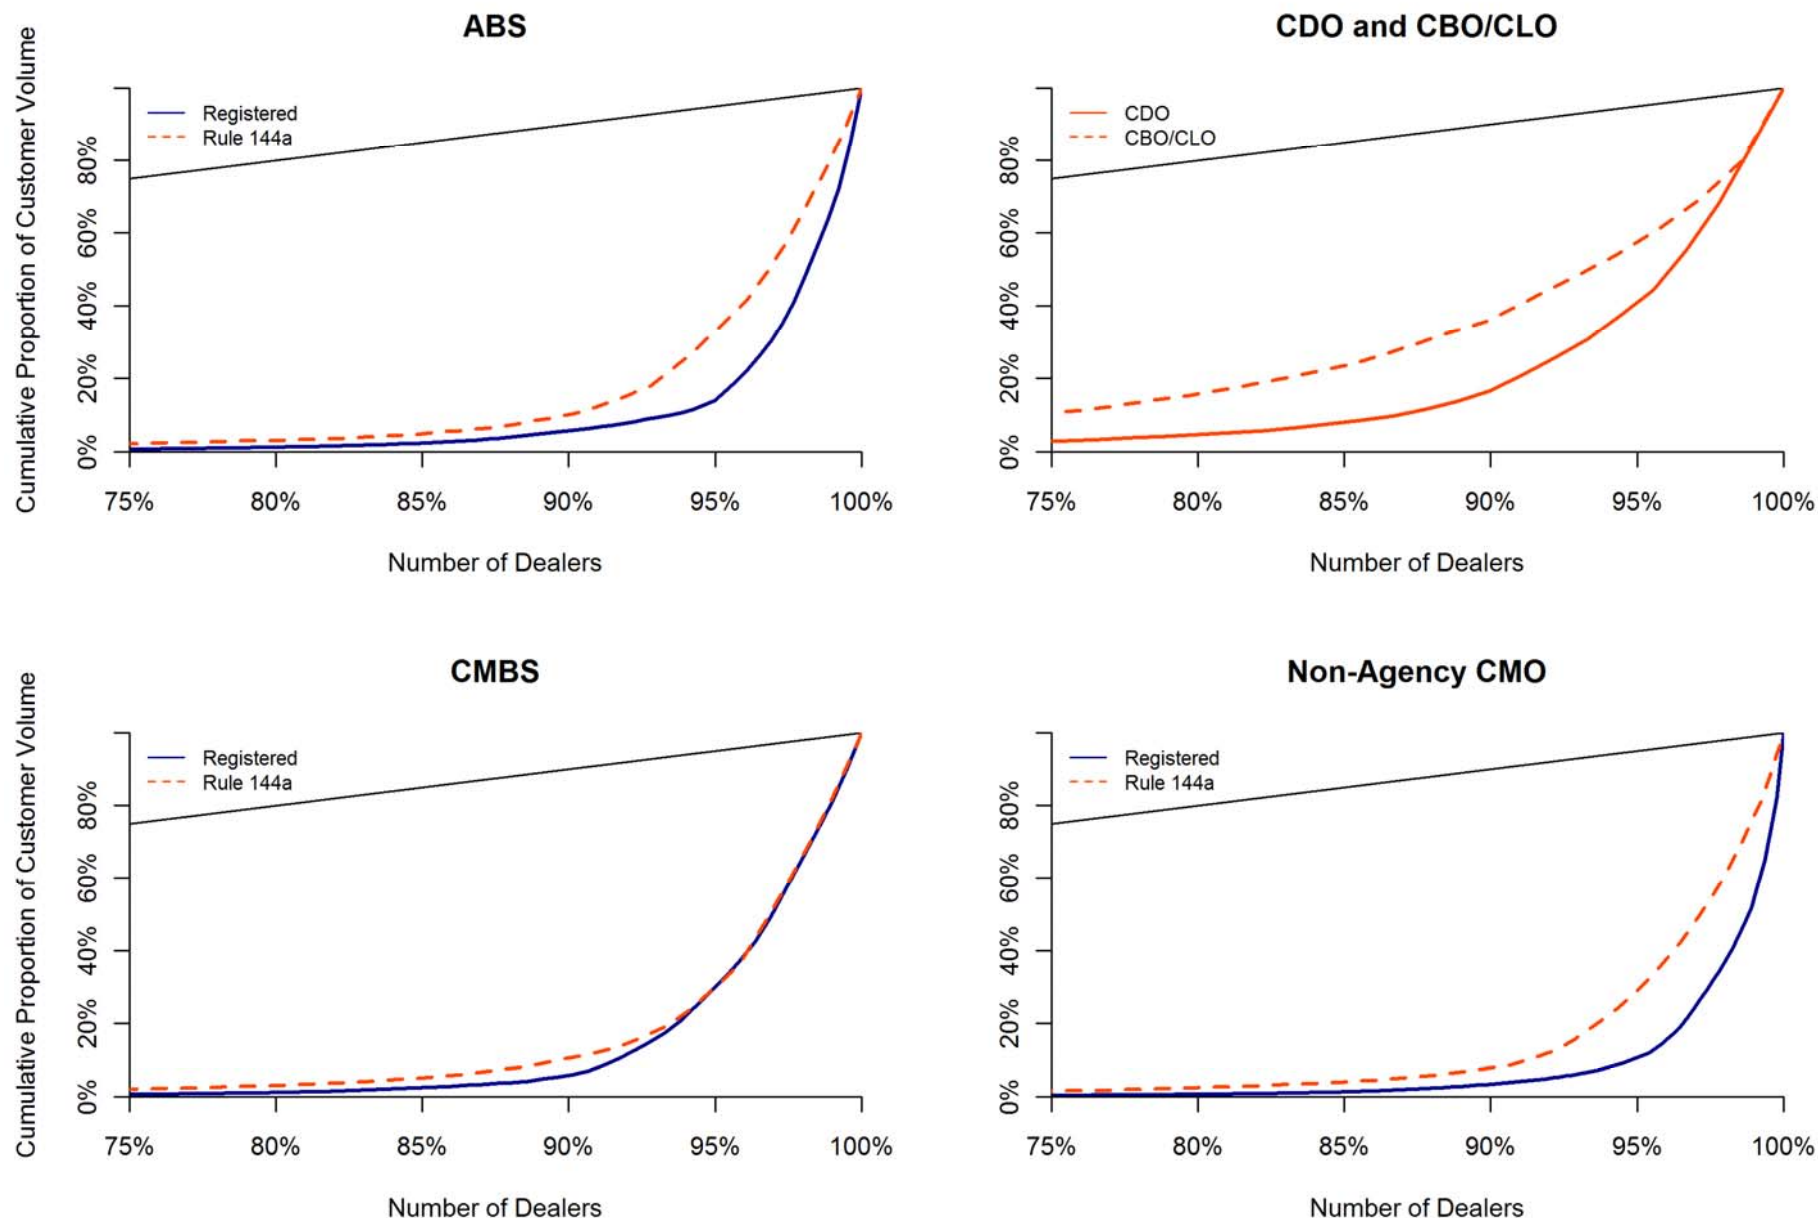 ABS
Cumulative Proportion of Customer Volume
Registered
Rule 144a
0%
20%
40%
60%
80%
75%
80%
85%
90%
95%
100%
Number of Dealers
CDO and CBO/CLO
CDO
CBO/CLO
0%
20%
40%
60%
80%
75%
80%
85%
90%
95%
100%
Number of Dealers
CMBS
Cumulative Proportion of Customer Volume
Registered
Rule 144a
0%
20%
40%
60%
80%
75%
80%
85%
90%
95%
100%
Number of Dealers
Non-Agency CMO
Registered
Rule 144a
0%
20%
40%
60%
80%
75%
80%
85%
90%
95%
100%
Number of Dealers